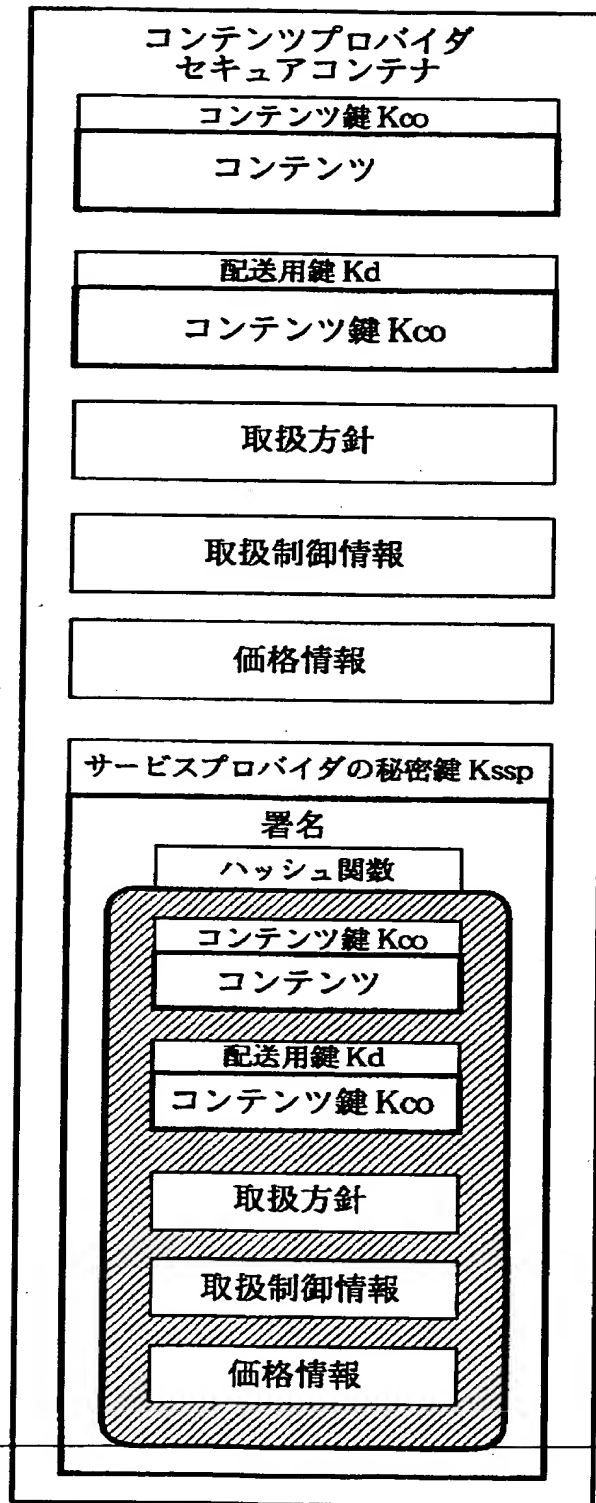 コンテンツプロバイダ
セキュアコンテナ
コンテンツ鍵 Kco
コンテンツ
配送用鍵 Kd
コンテンツ鍵 Kco
取扱方針
取扱制御情報
価格情報
サービスプロバイダの秘密鍵 Kssp
署名
ハッシュ関数
コンテンツ鍵 Kco
コンテンツ
配送用鍵 Kd
コンテンツ鍵 Kco
取扱方針
取扱制御情報
価格情報